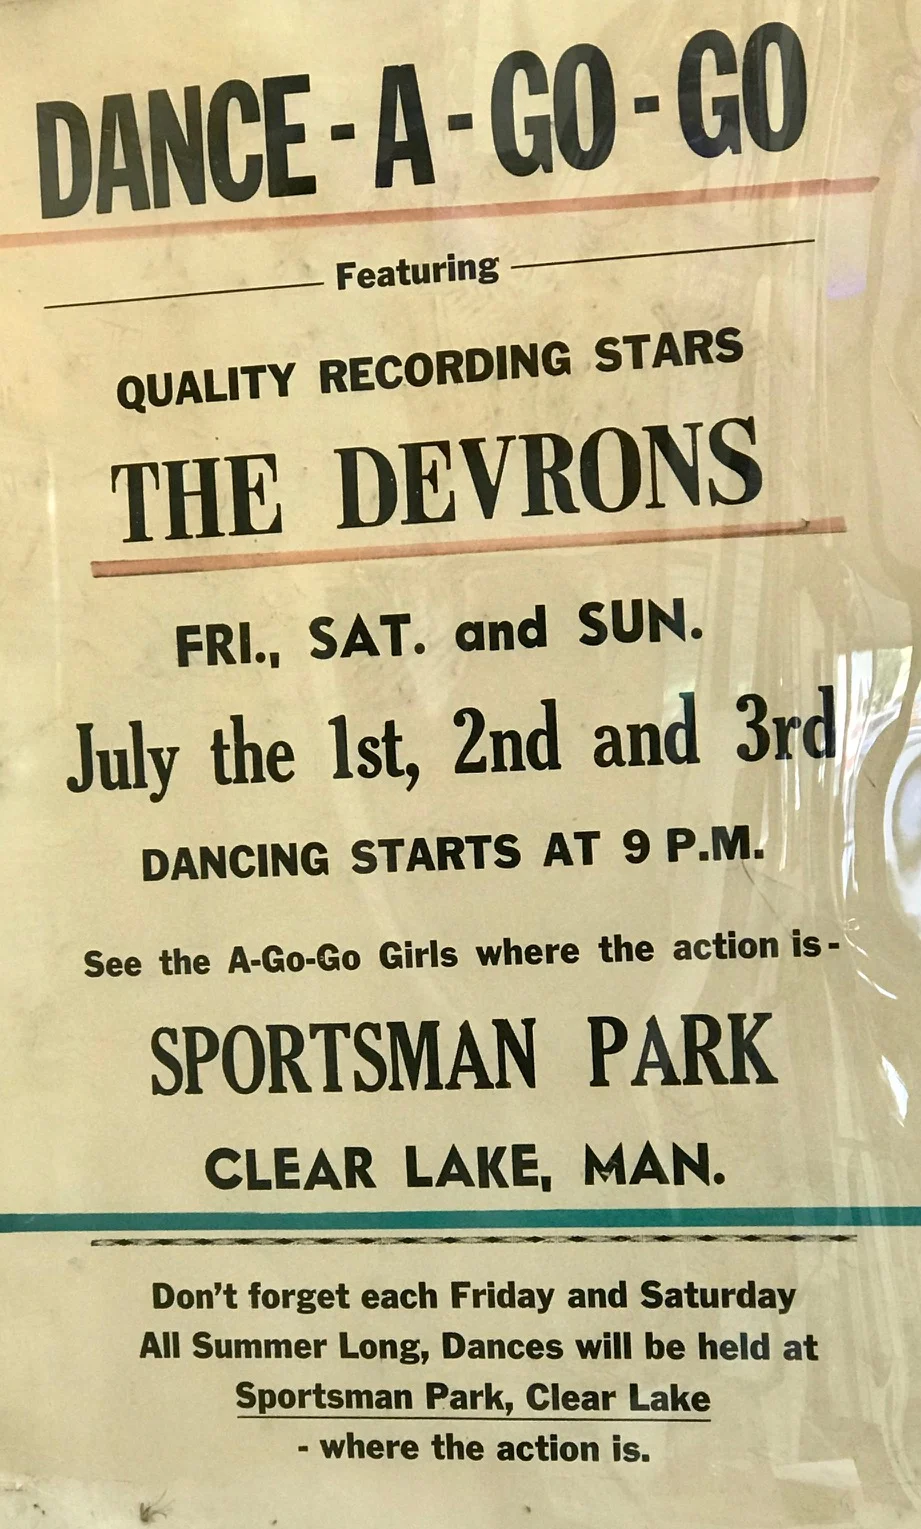 DANCE - A - GO - GO
Featuring
QUALITY RECORDING STARS
THE DEVRONS
FRI., SAT. and SUN.
July the 1st, 2nd and 3rd
DANCING STARTS AT 9 P.M.
See the A-Go-Go Girls where the action is -
SPORTSMAN PARK
CLEAR LAKE, MAN.
Don't forget each Friday and Saturday
All Summer Long, Dances will be held at
Sportsman Park, Clear Lake
- where the action is.